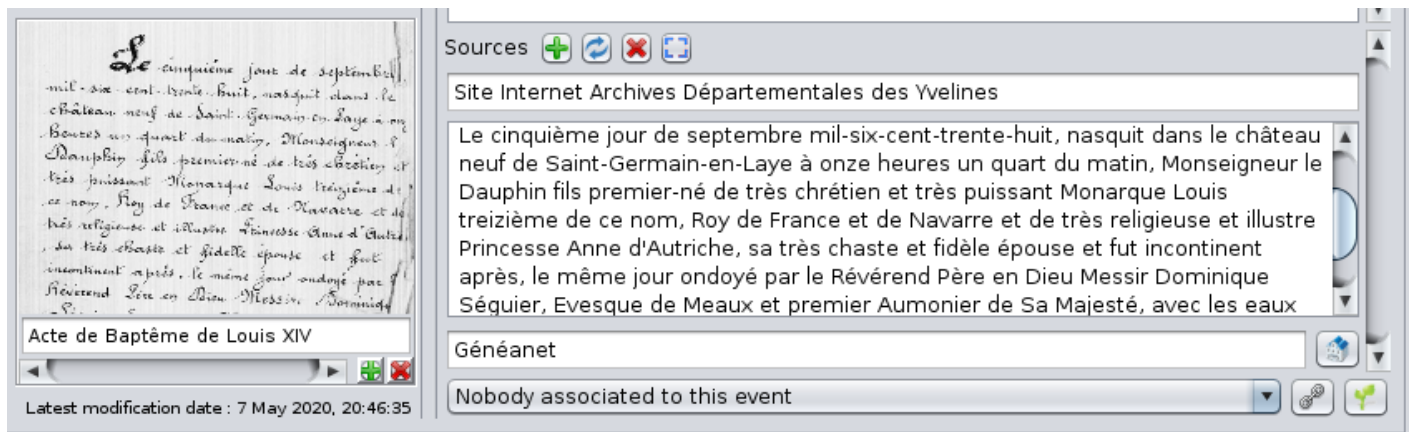 Le cinquième jour de septembre
mil-six-cent-trente-huit, nasquit dans le
château neuf de Saint-Germain-en-Laye à onz
heures un quart du matin, Monseigneur l
Dauphin fils premier-né de très chrétien et
très puissant Monarque Louis treizième de
ce nom, Roy de France et de Navarre et de
très religieuse et illustre Princesse Anne d'Autric
, sa très chaste et fidelle épouse et fut
incontinent après, le même jour ondoyé par l
Révérend Père en Dieu Messire Dominique
Acte de Baptême de Louis XIV
Latest modification date : 7 May 2020, 20:46:35
Sources
Site Internet Archives Départementales des Yvelines
Le cinquième jour de septembre mil-six-cent-trente-huit, nasquit dans le château
neuf de Saint-Germain-en-Laye à onze heures un quart du matin, Monseigneur le
Dauphin fils premier-né de très chrétien et très puissant Monarque Louis
treizième de ce nom, Roy de France et de Navarre et de très religieuse et illustre
Princesse Anne d'Autriche, sa très chaste et fidèle épouse et fut incontinent
après, le même jour ondoyé par le Révérend Père en Dieu Messir Dominique
Séguier, Evesque de Meaux et premier Aumonier de Sa Majesté, avec les eaux
Généanet
Nobody associated to this event